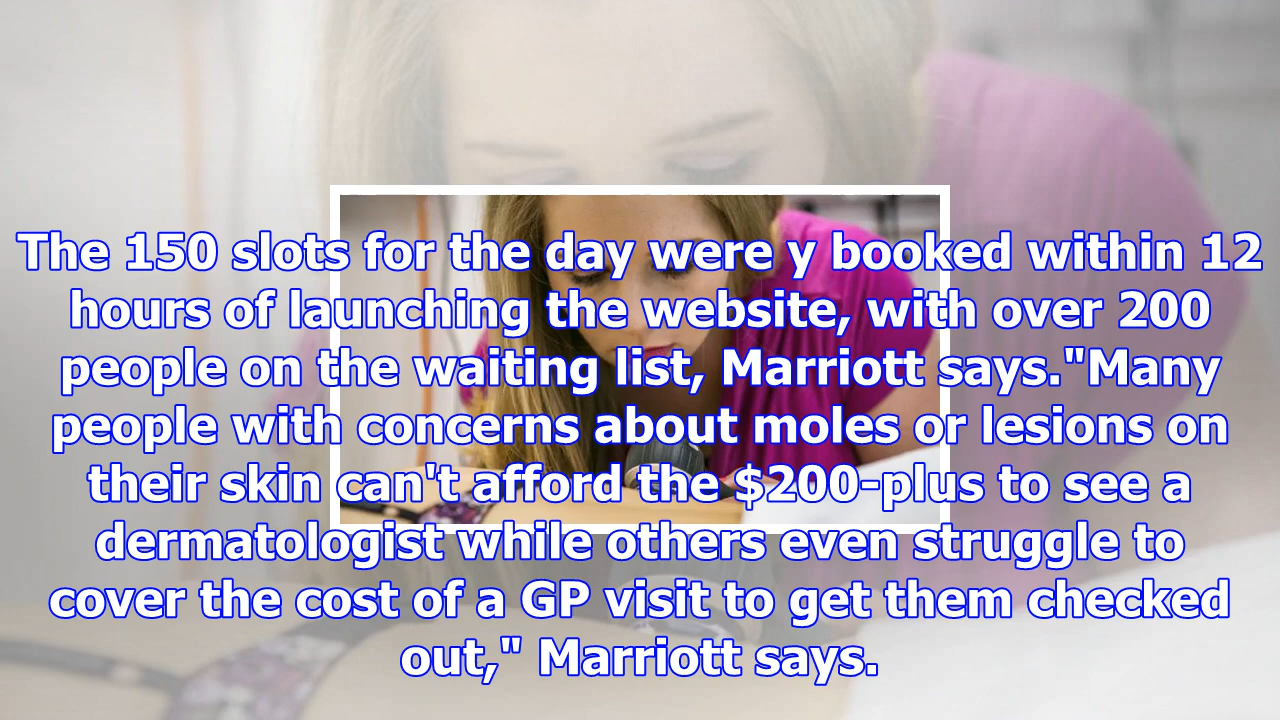 The 150 slots for the day were y booked within 12
hours of launching the website, with over 200
people on the waiting list, Marriott says."Many
people with concerns about moles or lesions on
their skin can't afford the $200-plus to see a
dermatologist while others even struggle to
cover the cost of a GP visit to get them checked
out," Marriott says.